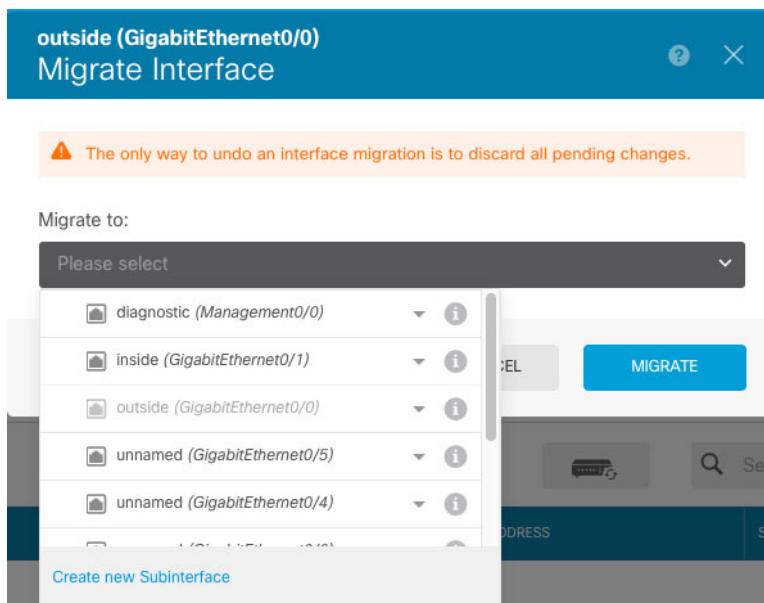 outside (GigabitEthernet0/0)
Migrate Interface
The only way to undo an interface migration is to discard all pending changes.
Migrate to:
Please select
diagnostic (Management0/0)
inside (GigabitEthernet0/1)
outside (GigabitEthernet0/0)
unnamed (GigabitEthernet0/5)
unnamed (GigabitEthernet0/4)
MIGRATE
Create new Subinterface